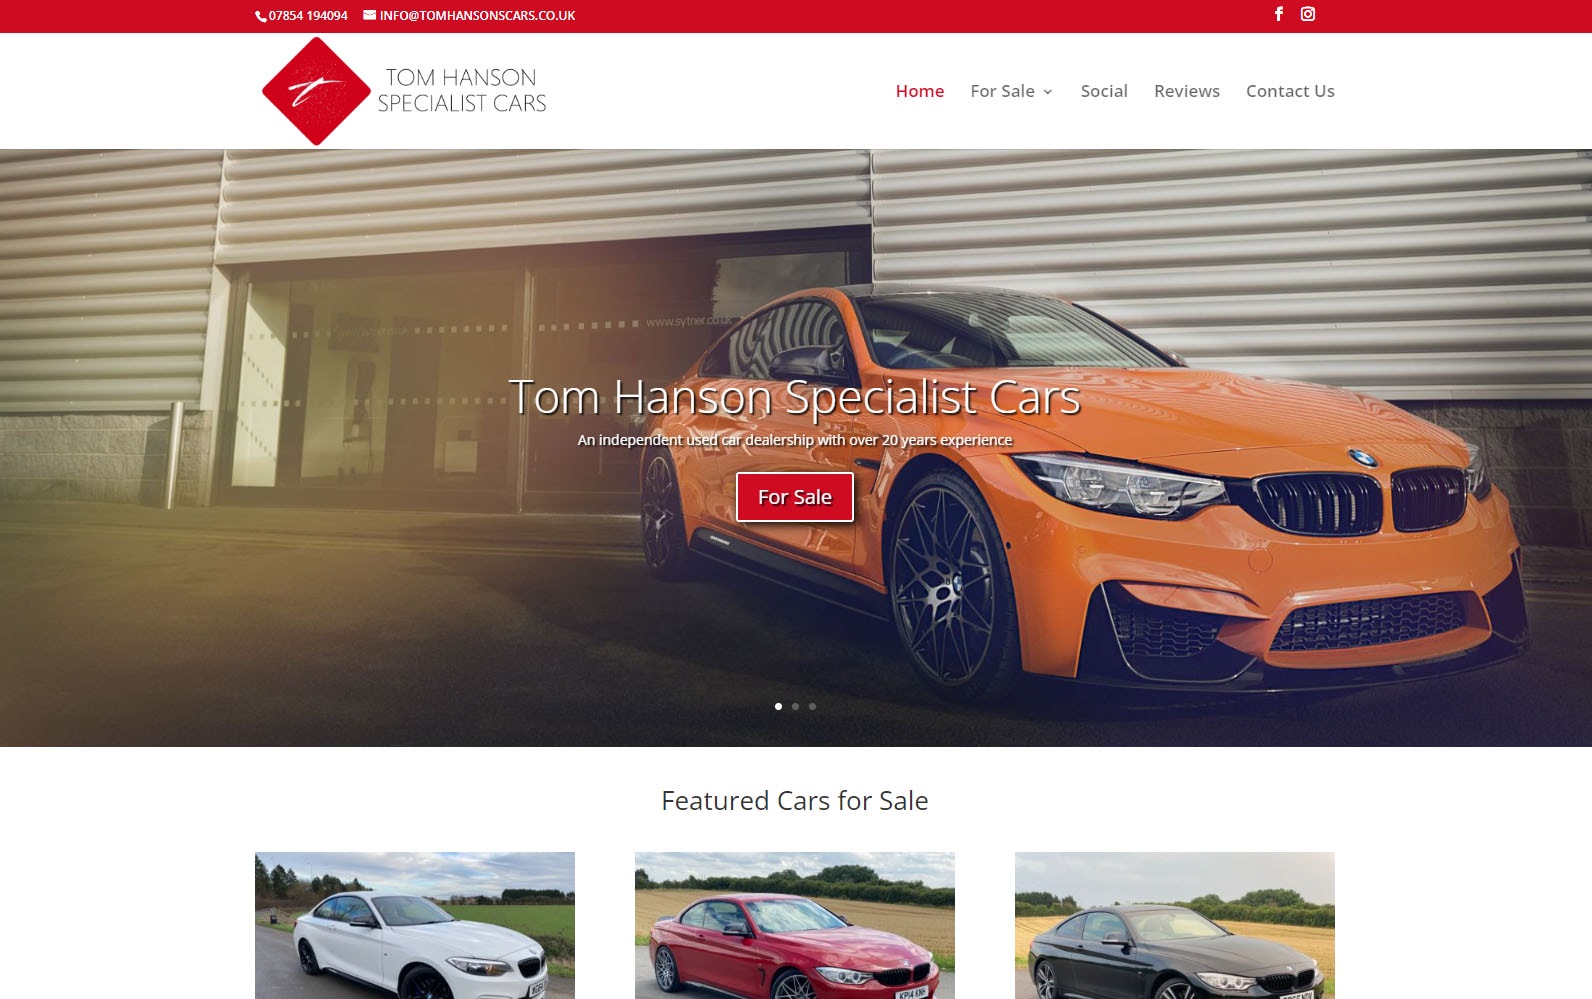 07854 194094
INFO@TOMHANSONSCARS.CO.UK
TOM HANSON
SPECIALIST CARS
Home
For Sale
Social
Reviews
Contact Us
www.sytner.co.uk
Tom Hanson Specialist Cars
An independent used car dealership with over 20 years experience
For Sale
Featured Cars for Sale
KP14 KNH